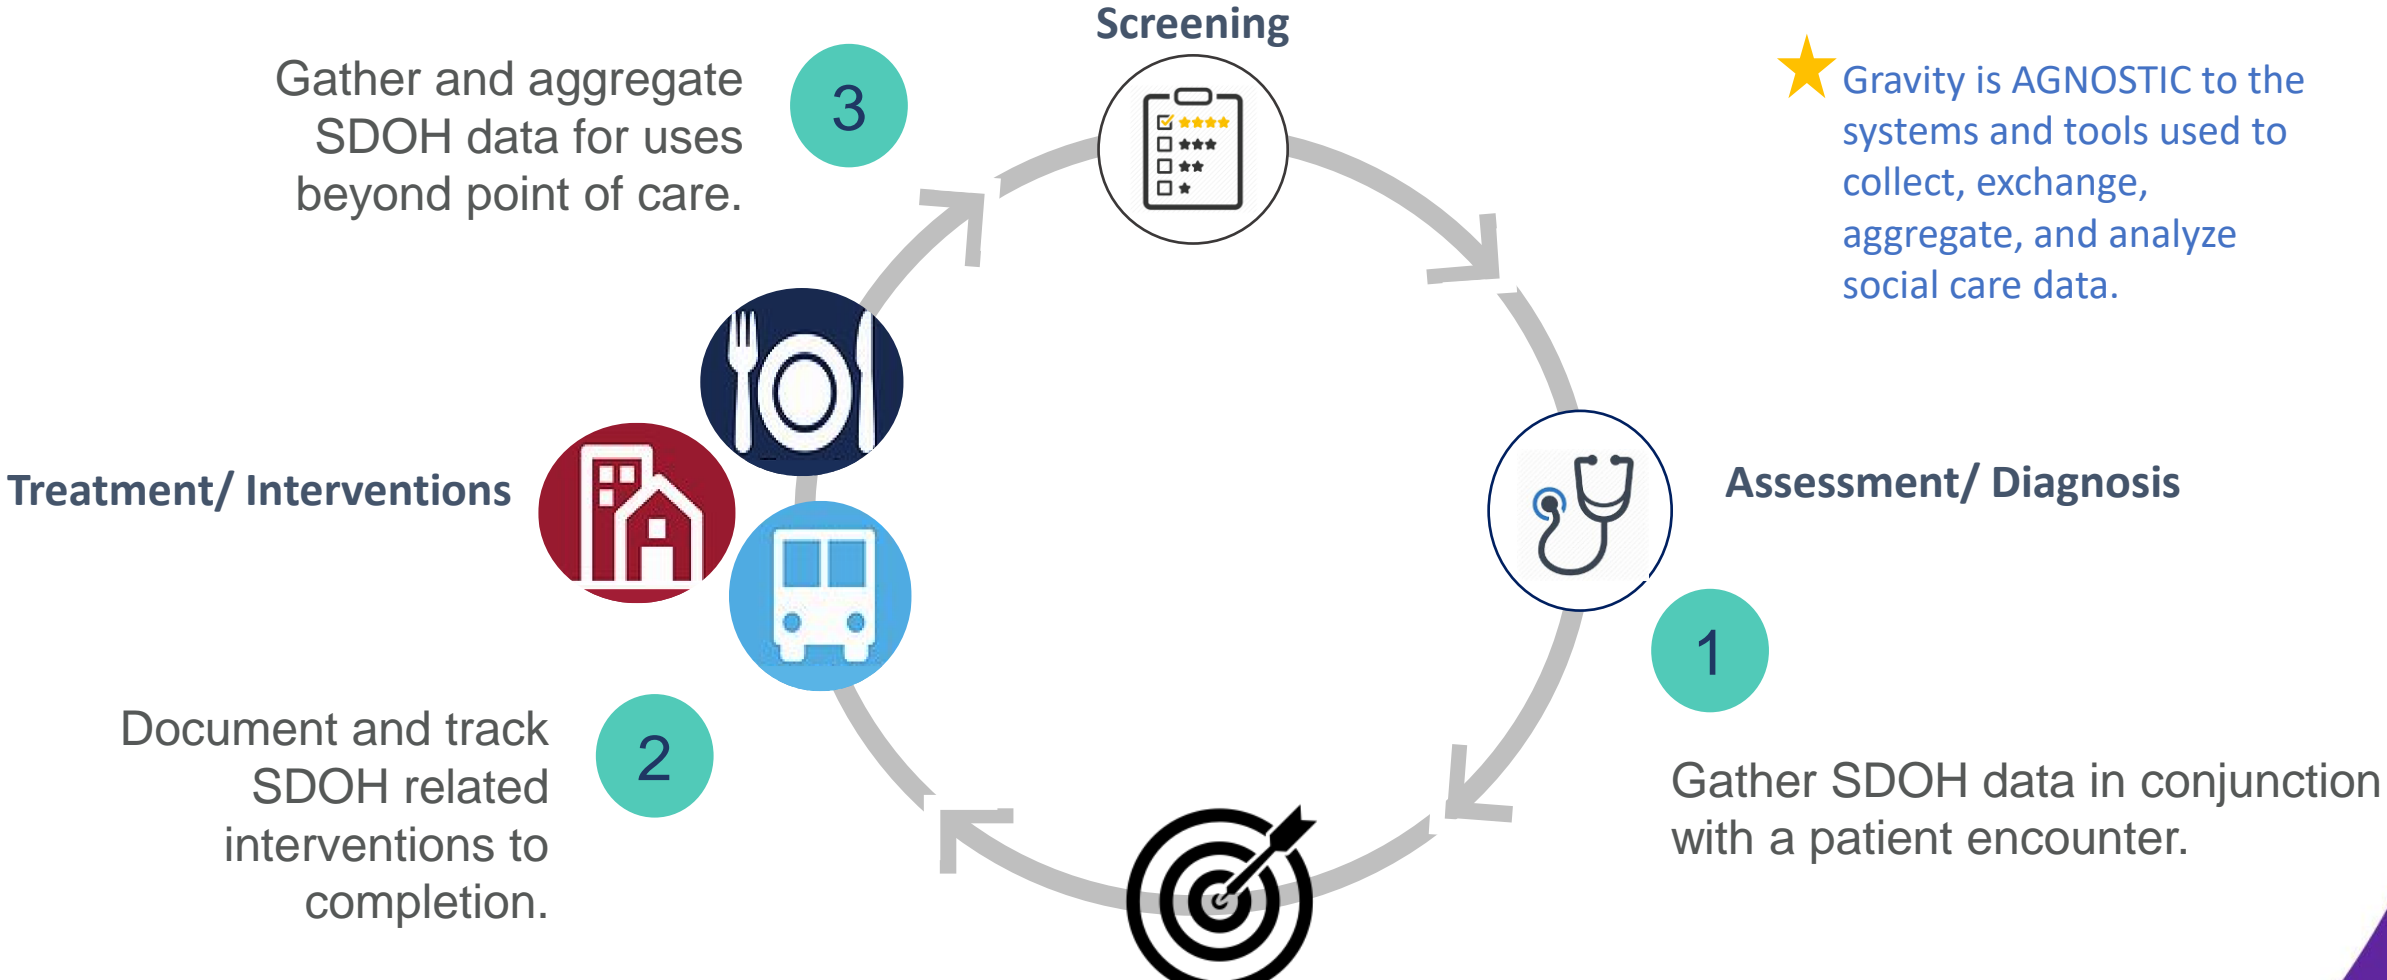 Screening
Gather and aggregate
SDOH data for uses
beyond point of care.
3
Gravity is AGNOSTIC to the
systems and tools used to
collect, exchange,
aggregate, and analyze
social care data.
Treatment/ Interventions
Assessment/ Diagnosis
1
Gather SDOH data in conjunction
with a patient encounter.
2
Document and track
SDOH related
interventions to
completion.